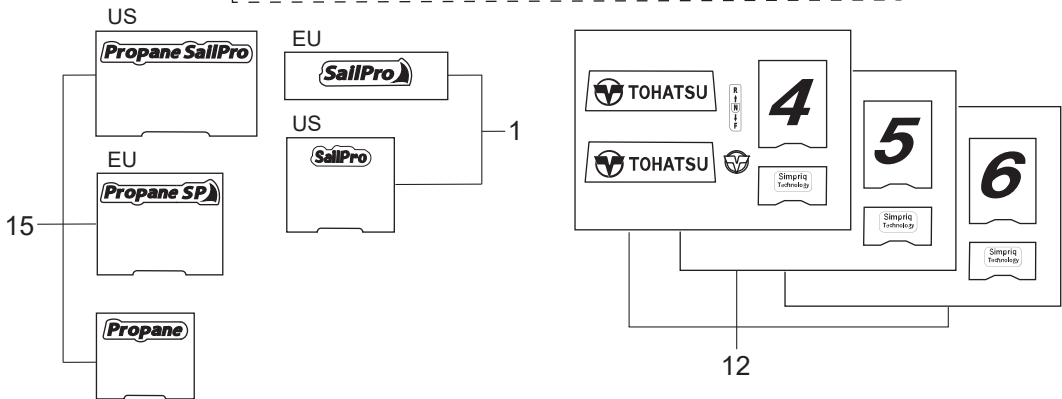 US
Propane SailPro
EU
Propane SP
Propane
15
EU
SailPro
US
SailPro
1
TOHATSU
TOHATSU
R
N
F
4
Simpriq
Technology
5
Simpriq
Technology
6
Simpriq
Technology
12